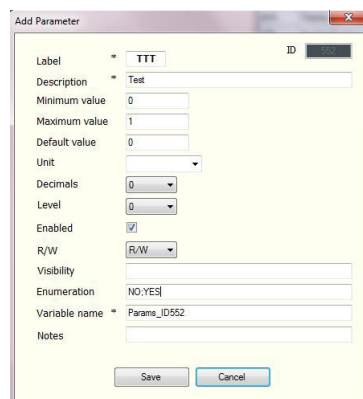 Add Parameter
ID 552
Label * TTT
Description * Test
Minimum value 0
Maximum value 1
Default value 0
Unit
Decimals 0
Level 0
Enabled
R/W R/W
Visibility
Enumeration NO;YES
Variable name * Params_ID552
Notes
Save Cancel